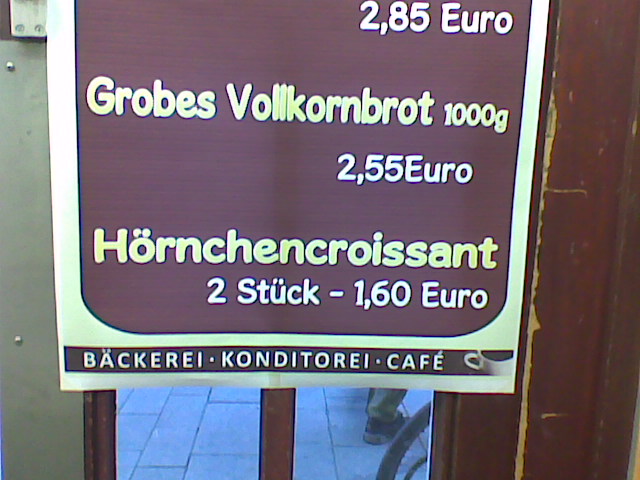 2,85 Euro
Grobes Vollkornbrot 1000g
2,55Euro
Hörnchencroissant
2 Stück - 1,60 Euro
BÄCKEREI · KONDITOREI · CAFÉ